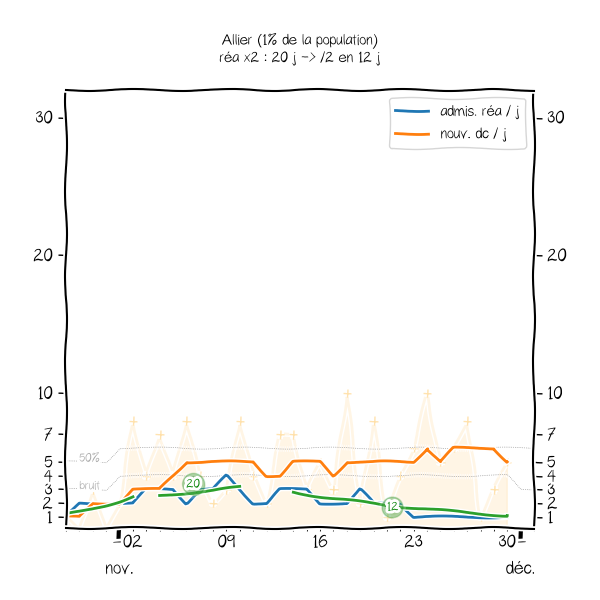 Allier (1% de la population)
réa x2 : 20 j -> /2 en 12 j
admis. réa / j
nouv. dc / j
30 30
20 20
10 10
7 7
50%
5 5
4 4
bruit
3 3
2 2
1 1
20
12
02 09 16 23 30
nov. déc.